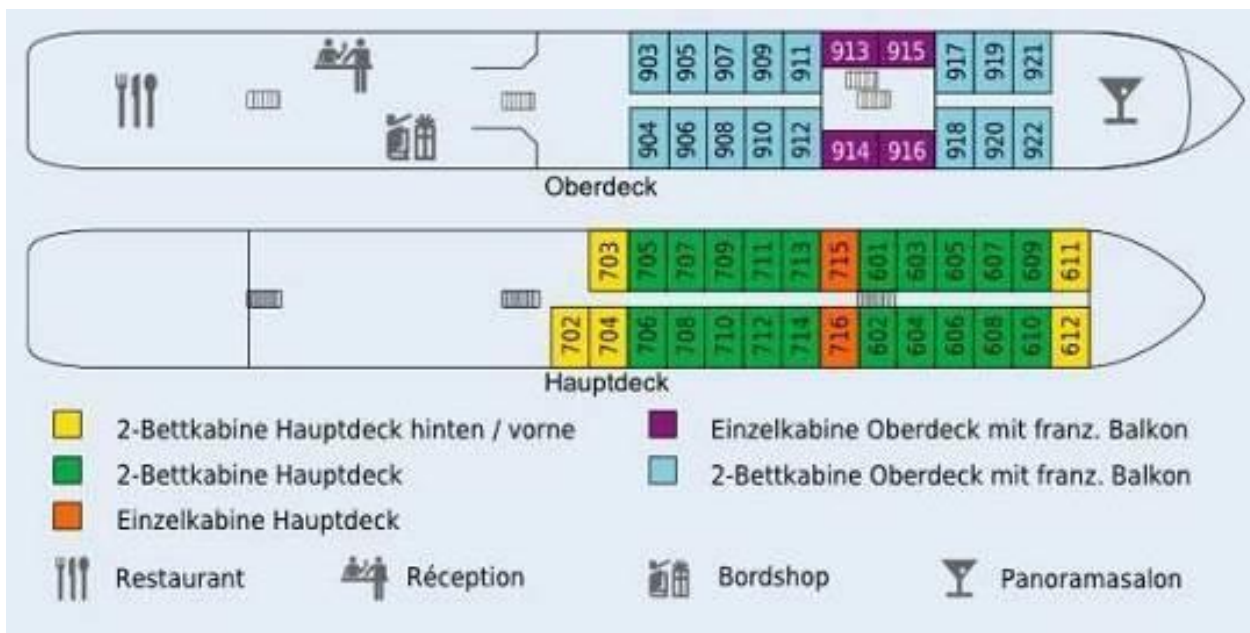 903 905 907 909 911 913 915 917 919 921
904 906 908 910 912 914 916 918 920 922
Oberdeck
703 705 707 709 711 713 715 601 603 605 607 609 611
702 704 706 708 710 712 714 716 602 604 606 608 610 612
Hauptdeck
2-Bettkabine Hauptdeck hinten / vorne
Einzelkabine Oberdeck mit franz. Balkon
2-Bettkabine Hauptdeck
2-Bettkabine Oberdeck mit franz. Balkon
Einzelkabine Hauptdeck
Restaurant
Réception
Bordshop
Panoramasalon